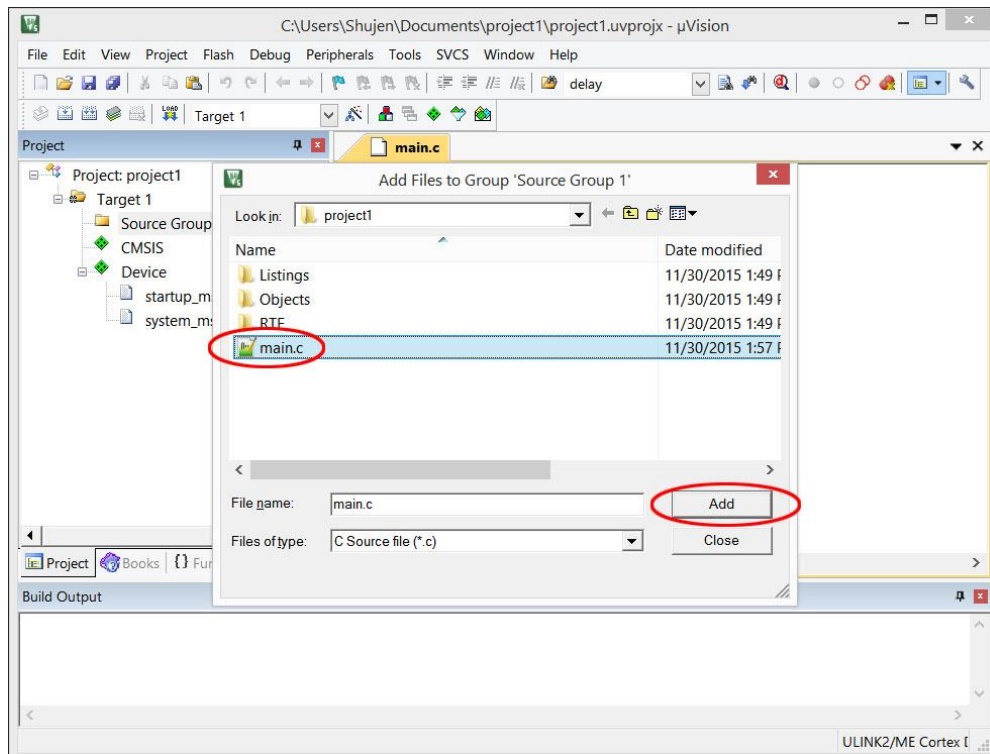 C:\Users\Shujen\Documents\project1\project1.uvprojx - µVision
File Edit View Project Flash Debug Peripherals Tools SVCS Window Help
delay
LOAD Target 1
Project
main.c
Project: project1
Target 1
Source Group
CMSIS
Device
startup_m
system_m
Add Files to Group 'Source Group 1'
Look in: project1
Name Date modified
Listings 11/30/2015 1:49 P
Objects 11/30/2015 1:49 P
RTE 11/30/2015 1:49 P
main.c 11/30/2015 1:57 P
File name: main.c Add
Files of type: C Source file (*.c) Close
Project Books {} Fur
Build Output
ULINK2/ME Cortex